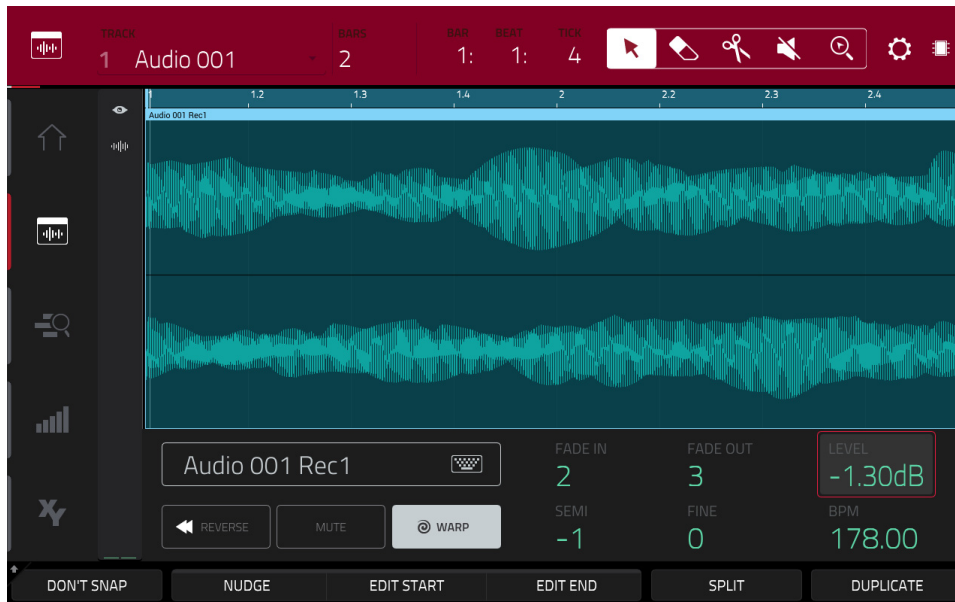 TRACK BARS BAR BEAT TICK
1 Audio 001 2 1: 1: 4
1.2 1.3 1.4 2 2.2 2.3 2.4
Audio 001 Rec1
Audio 001 Rec1
FADE IN FADE OUT LEVEL
2 3 -1.30dB
REVERSE MUTE WARP
SEMI FINE BPM
-1 0 178.00
XY
DON'T SNAP NUDGE EDIT START EDIT END SPLIT DUPLICATE